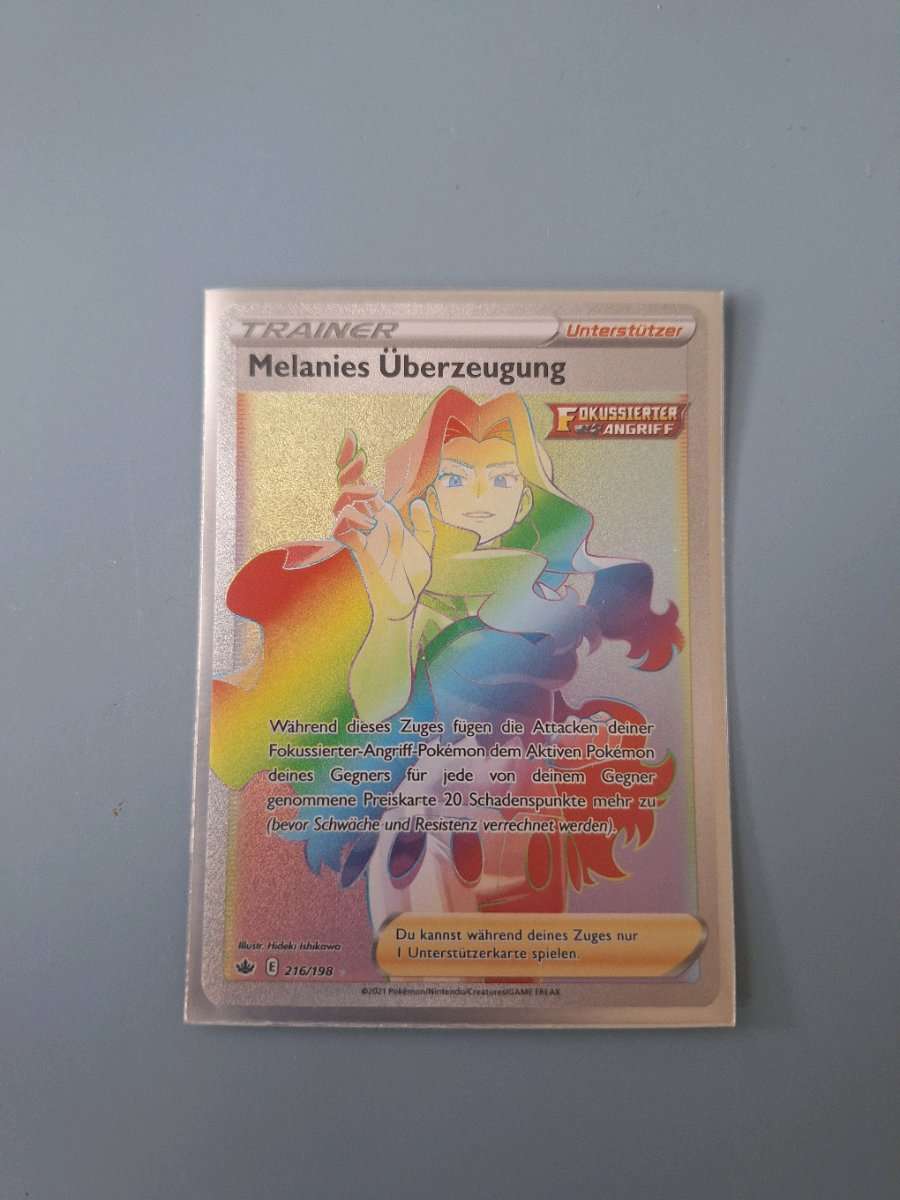 TRAINER
Unterstützer
Melanies Überzeugung
FOKUSSIERTER
ANGRIFF
Während dieses Zuges fügen die Attacken deiner
Fokussierter-Angriff-Pokémon dem Aktiven Pokémon
deines Gegners für jede von deinem Gegner
genommene Preiskarte 20 Schadenspunkte mehr zu
(bevor Schwäche und Resistenz verrechnet werden).
Du kannst während deines Zuges nur
1 Unterstützerkarte spielen.
Illustr. Hideki Ishikawa
E 216/198
©2021 Pokémon/Nintendo/Creatures/GAME FREAK